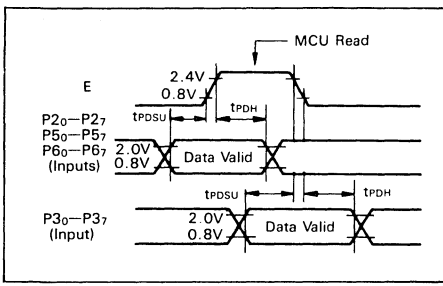 MCU Read
E
2.4V
0.8V
tPDSU
tPDH
P20—P27
P50—P57
P60—P67
(Inputs)
2.0V
0.8V
Data Valid
tPDSU
tPDH
P30—P37
(Input)
2.0V
0.8V
Data Valid